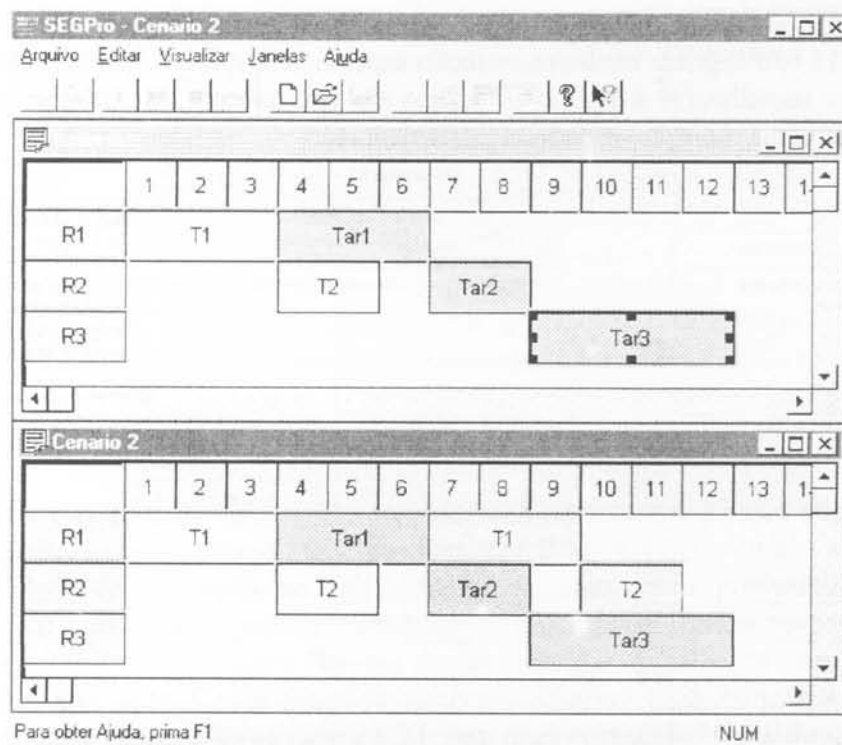 SEGPro - Cenario 2
Arquivo Editar Visualizar Janelas Ajuda
1 2 3 4 5 6 7 8 9 10 11 12 13
R1 T1 Tar1
R2 T2 Tar2
R3 Tar3
Cenario 2
1 2 3 4 5 6 7 8 9 10 11 12 13
R1 T1 Tar1 T1
R2 T2 Tar2 T2
R3 Tar3
Para obter Ajuda, prima F1 NUM